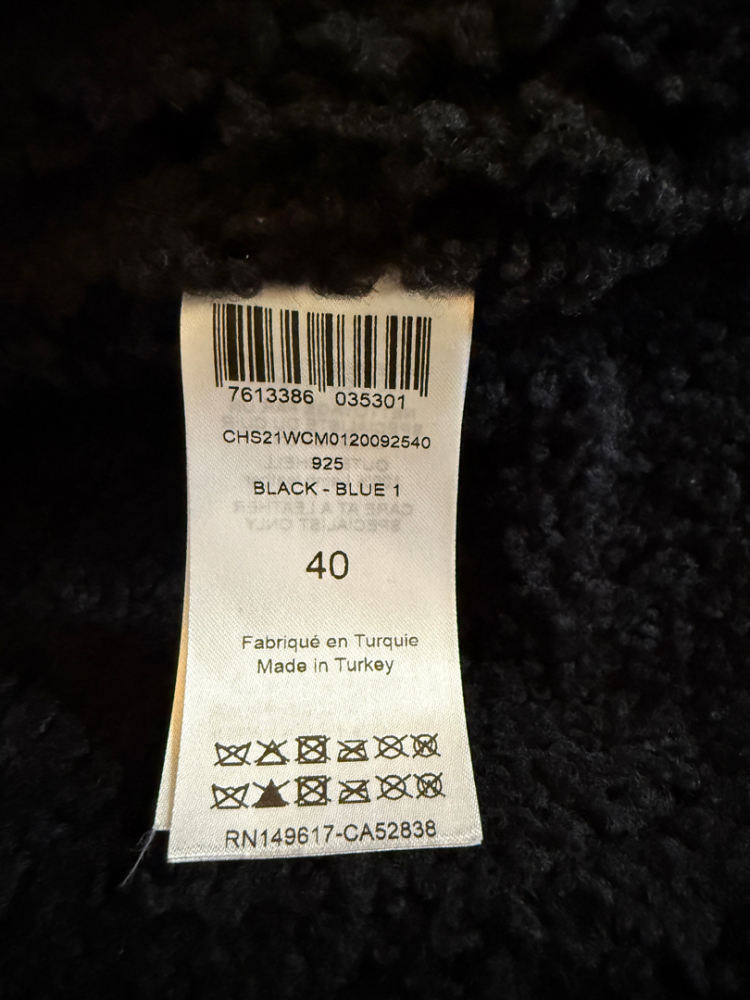 7613386 035301
CHS21WCM0120092540
925
BLACK - BLUE 1
40
Fabriqué en Turquie
Made in Turkey
RN149617-CA52838